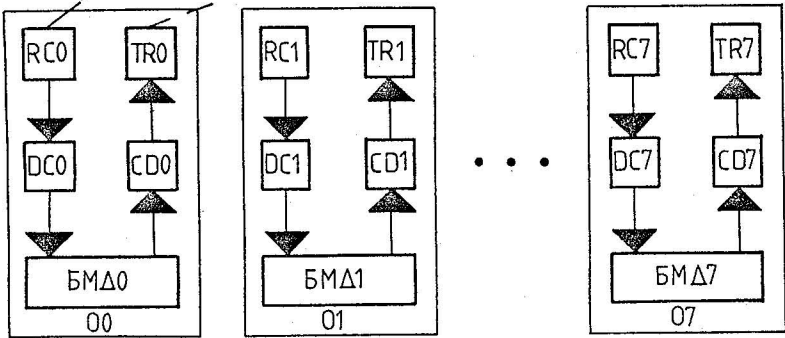 RC0 TR0 RC1 TR1 RC7 TR7
DC0 CD0 DC1 CD1 • • • DC7 CD7
БМΔ0 БМΔ1 БМΔ7
00 01 07